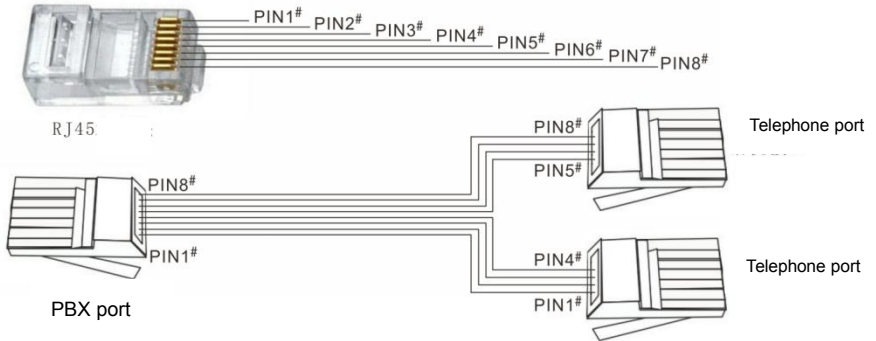 PIN1#
PIN2#
PIN3#
PIN4#
PIN5#
PIN6#
PIN7#
PIN8#
RJ45
PIN8#
Telephone port
PIN5#
PIN8#
PIN1#
PIN4#
Telephone port
PIN1#
PBX port